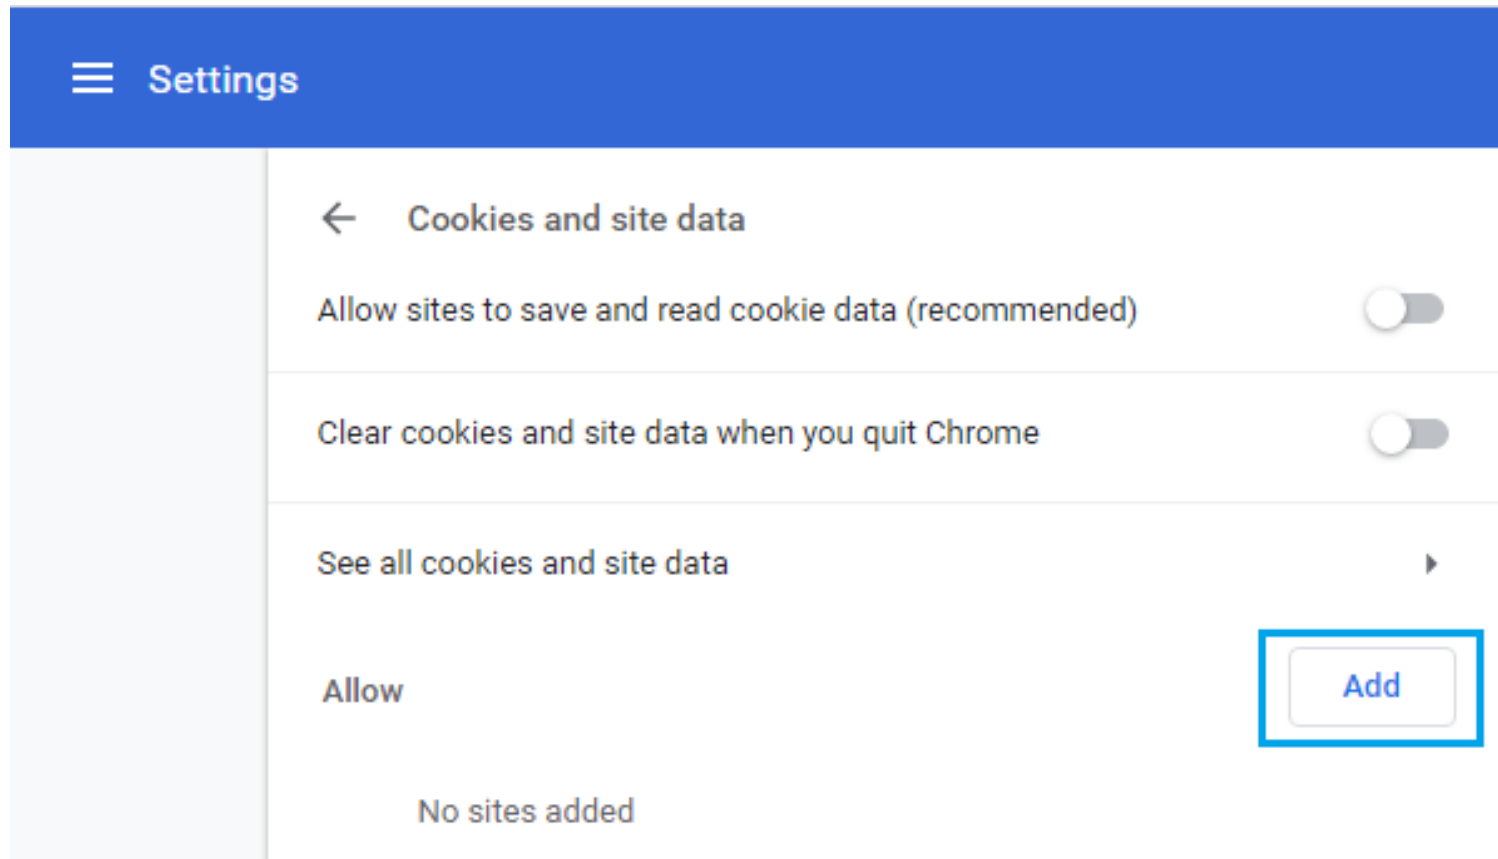 Settings
Cookies and site data
Allow sites to save and read cookie data (recommended)
Clear cookies and site data when you quit Chrome
See all cookies and site data
Allow
Add
No sites added